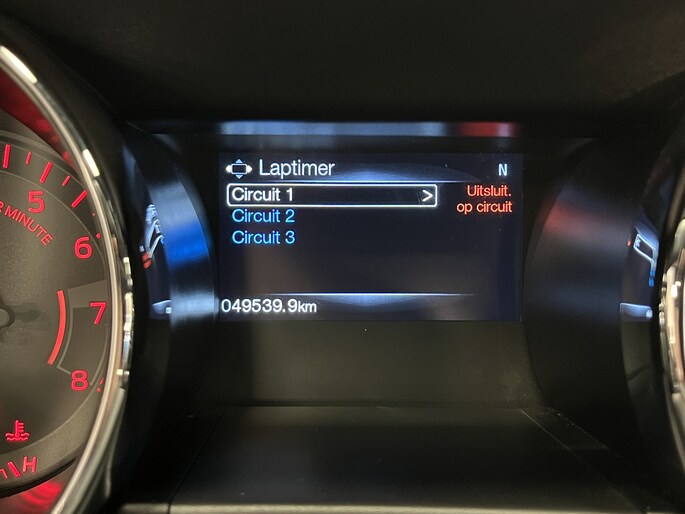 Laptimer
N
Circuit 1 >
Uitsluit.
op circuit
Circuit 2
Circuit 3
049539.9km
5
6
7
8
MINUTE